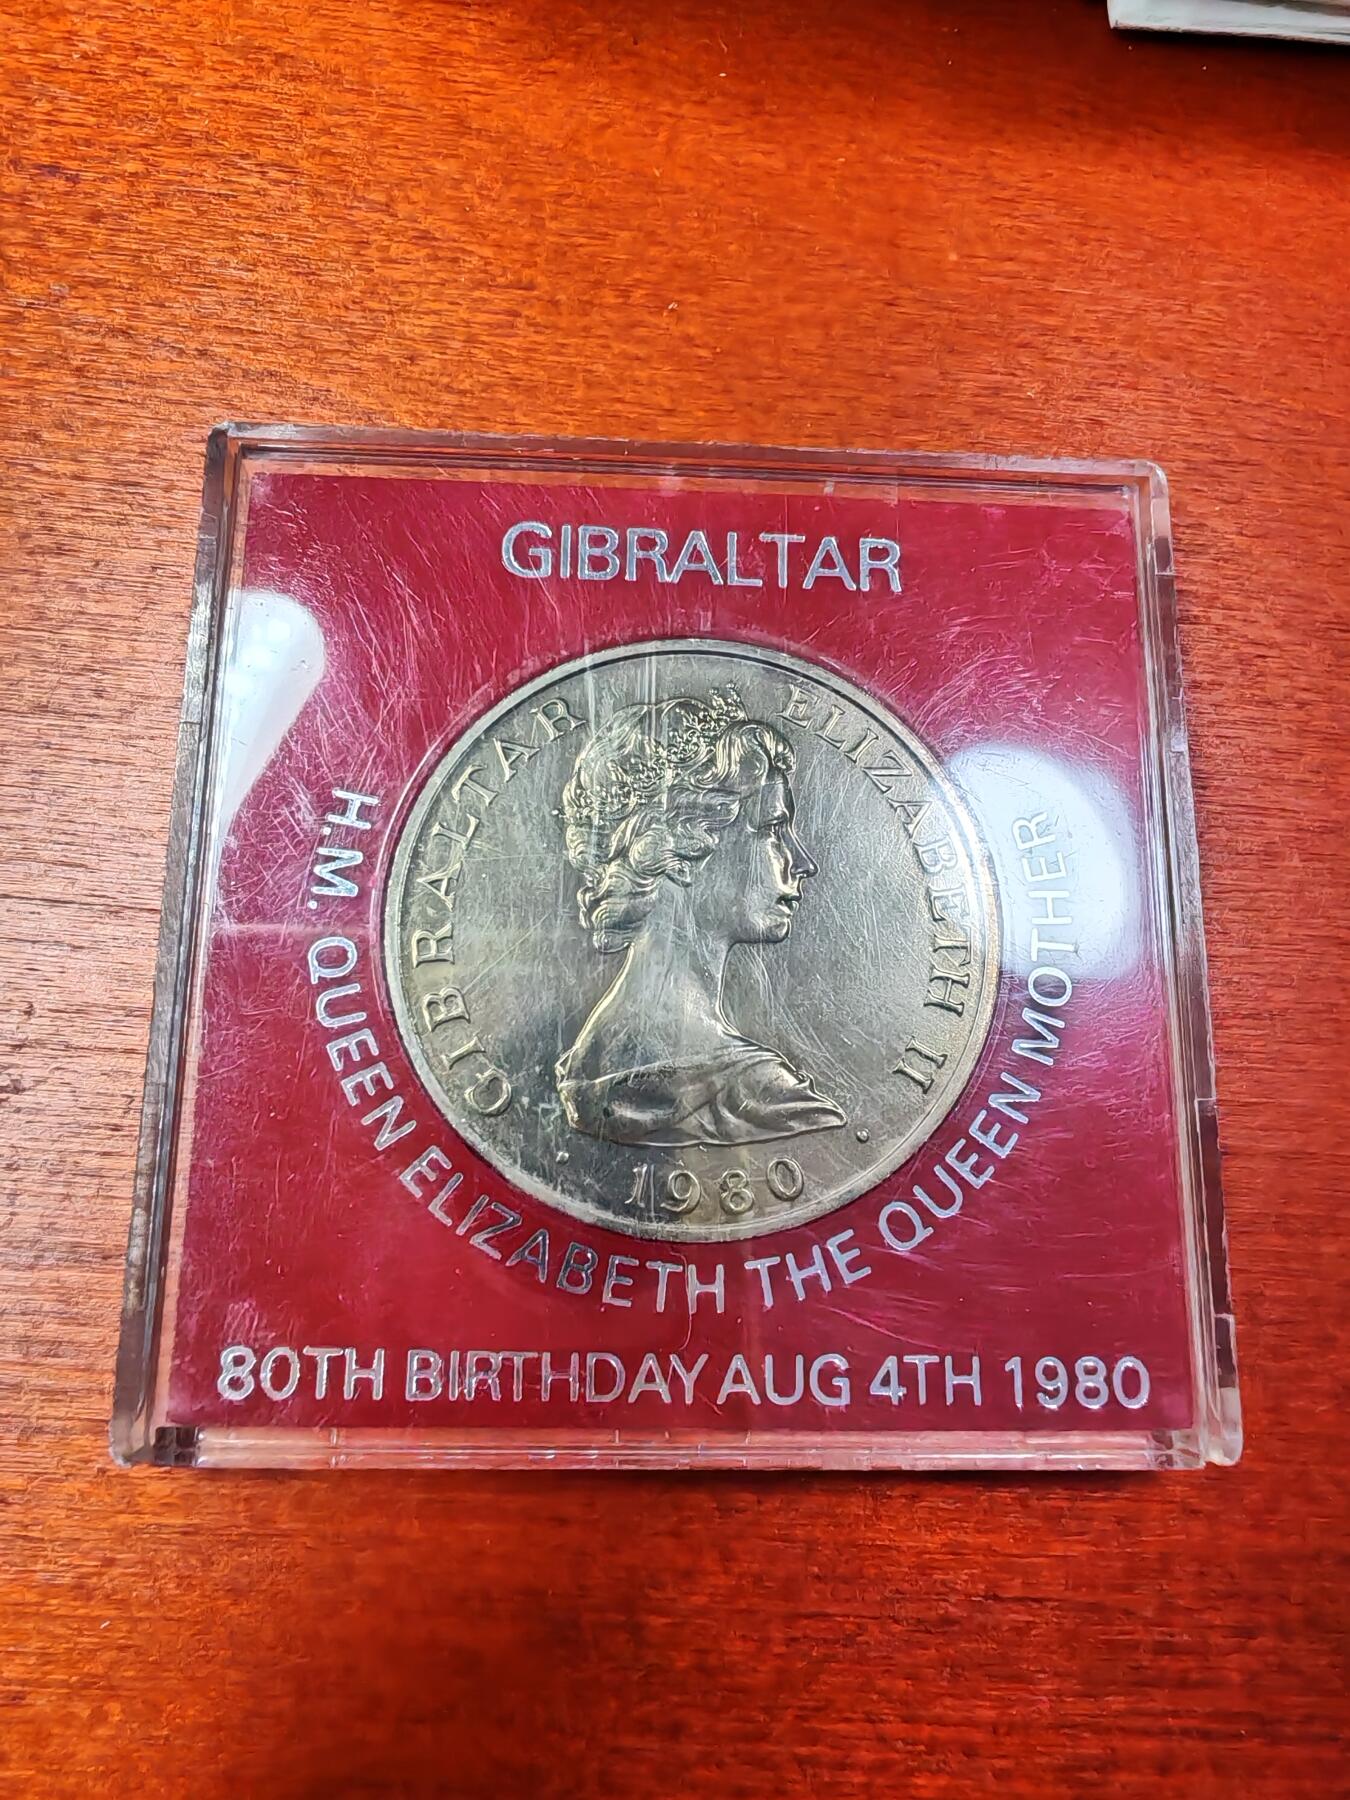 GIBRALTAR
GIBRALTAR ELIZABETH II
. 1980 .
H.M. QUEEN ELIZABETH THE QUEEN MOTHER
80TH BIRTHDAY AUG 4TH 1980